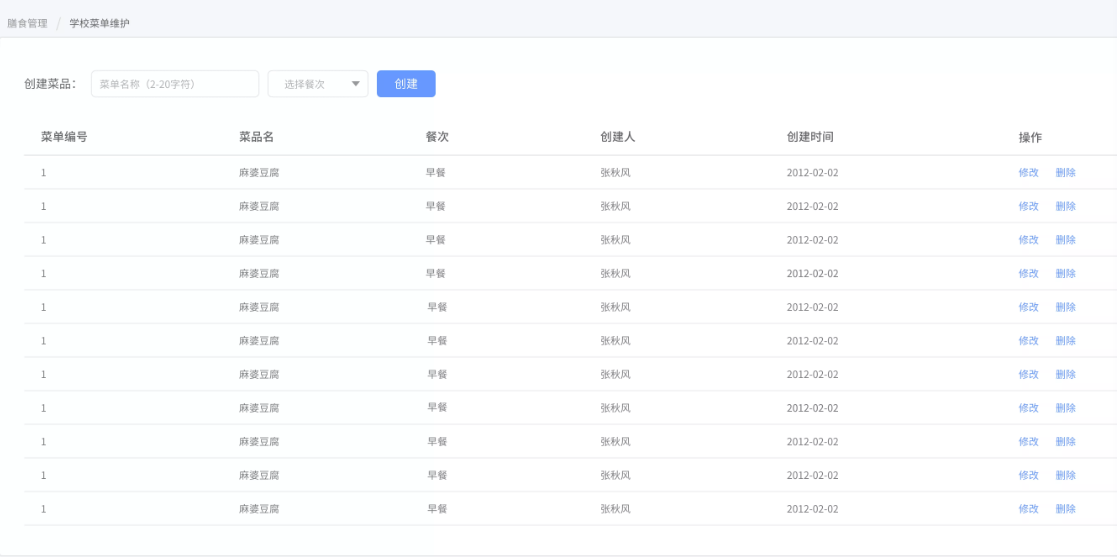 膳食管理 / 学校菜单维护
创建菜品： 菜单名称（2-20字符） 选择餐次 创建
菜单编号 菜品名 餐次 创建人 创建时间 操作
1 麻婆豆腐 早餐 张秋风 2012-02-02 修改 删除
1 麻婆豆腐 早餐 张秋风 2012-02-02 修改 删除
1 麻婆豆腐 早餐 张秋风 2012-02-02 修改 删除
1 麻婆豆腐 早餐 张秋风 2012-02-02 修改 删除
1 麻婆豆腐 早餐 张秋风 2012-02-02 修改 删除
1 麻婆豆腐 早餐 张秋风 2012-02-02 修改 删除
1 麻婆豆腐 早餐 张秋风 2012-02-02 修改 删除
1 麻婆豆腐 早餐 张秋风 2012-02-02 修改 删除
1 麻婆豆腐 早餐 张秋风 2012-02-02 修改 删除
1 麻婆豆腐 早餐 张秋风 2012-02-02 修改 删除
1 麻婆豆腐 早餐 张秋风 2012-02-02 修改 删除